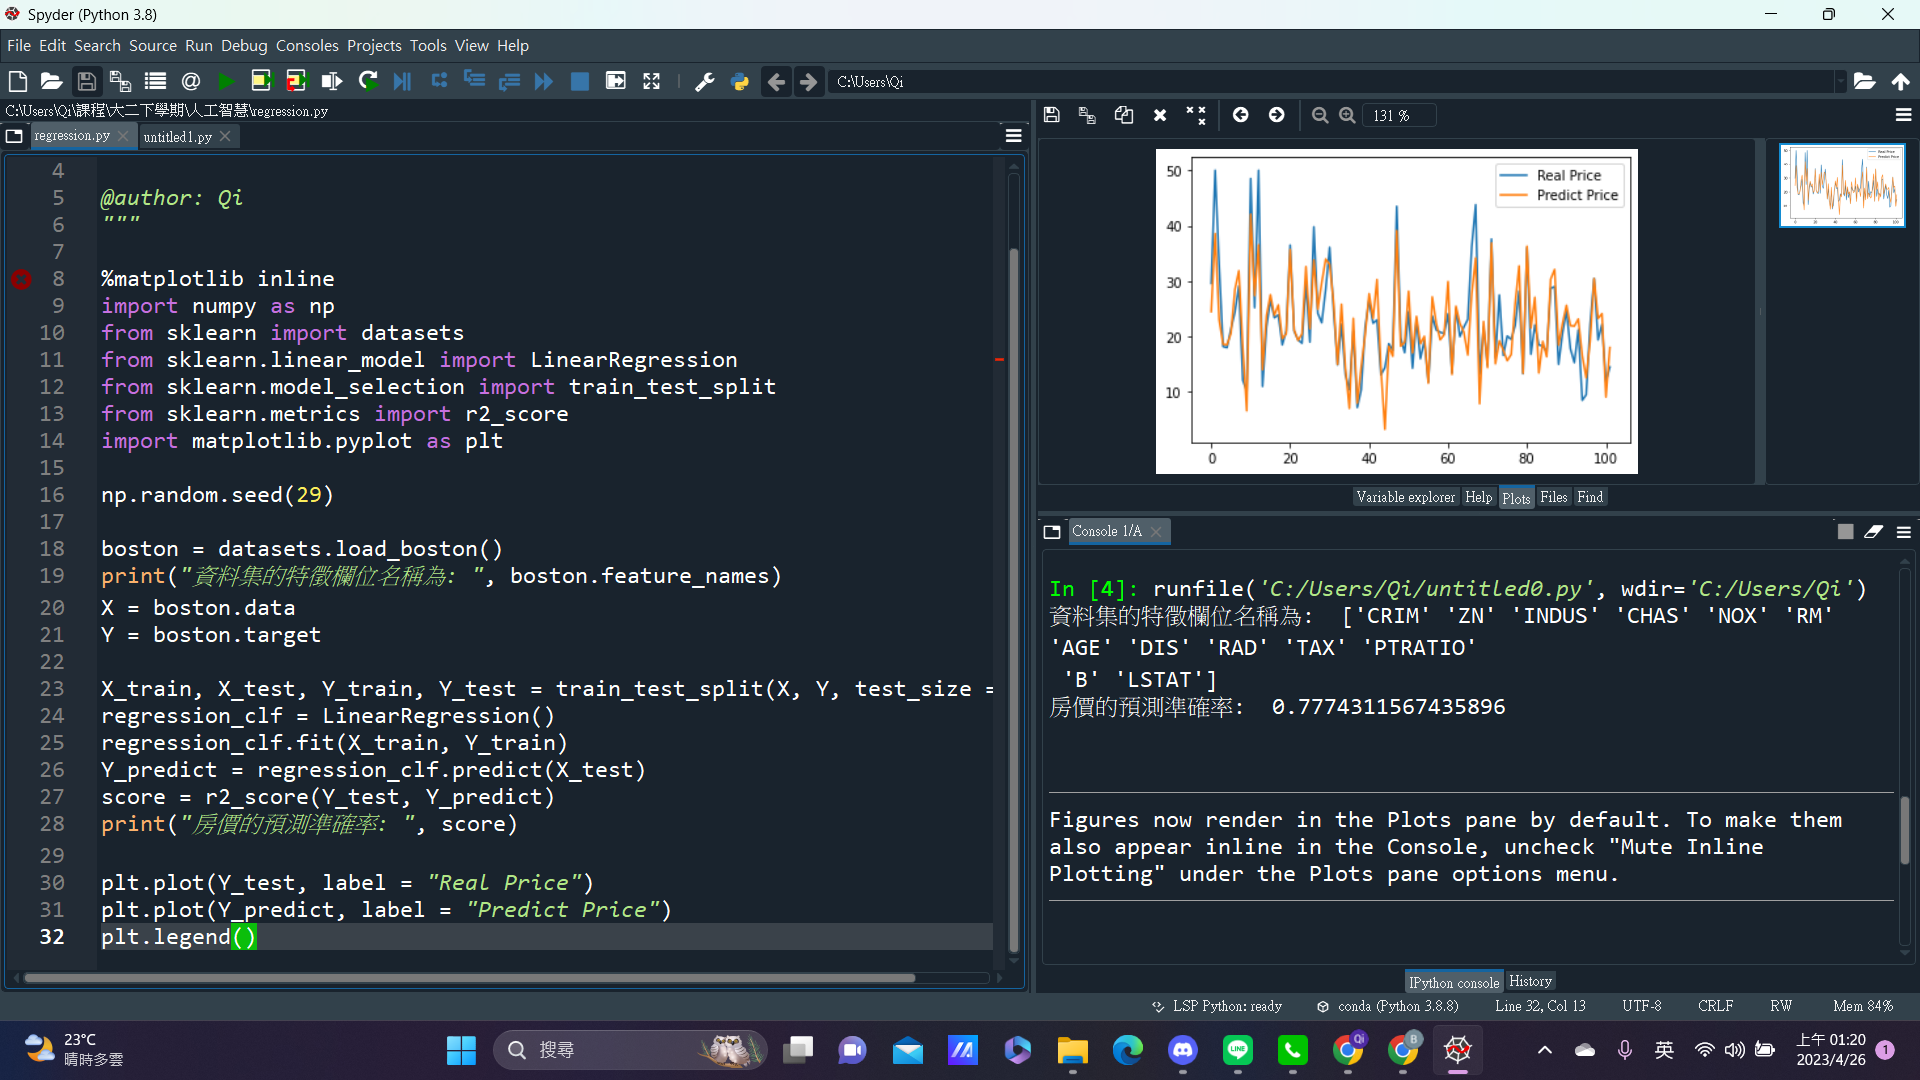 Spyder (Python 3.8)
File Edit Search Source Run Debug Consoles Projects Tools View Help
C:\Users\Qi
C:\Users\Qi\課程\大二下學期\人工智慧\regression.py
regression.py
untitled1.py
4
5 @author: Qi
6 """
7
8 %matplotlib inline
9 import numpy as np
10 from sklearn import datasets
11 from sklearn.linear_model import LinearRegression
12 from sklearn.model_selection import train_test_split
13 from sklearn.metrics import r2_score
14 import matplotlib.pyplot as plt
15
16 np.random.seed(29)
17
18 boston = datasets.load_boston()
19 print("資料集的特徵欄位名稱為: ", boston.feature_names)
20 X = boston.data
21 Y = boston.target
22
23 X_train, X_test, Y_train, Y_test = train_test_split(X, Y, test_size =
24 regression_clf = LinearRegression()
25 regression_clf.fit(X_train, Y_train)
26 Y_predict = regression_clf.predict(X_test)
27 score = r2_score(Y_test, Y_predict)
28 print("房價的預測準確率: ", score)
29
30 plt.plot(Y_test, label = "Real Price")
31 plt.plot(Y_predict, label = "Predict Price")
32 plt.legend()
131 %
Real Price
Predict Price
50
40
30
20
10
0 20 40 60 80 100
Variable explorer Help Plots Files Find
Console 1/A
In [4]: runfile('C:/Users/Qi/untitled0.py', wdir='C:/Users/Qi')
資料集的特徵欄位名稱為:  ['CRIM' 'ZN' 'INDUS' 'CHAS' 'NOX' 'RM'
'AGE' 'DIS' 'RAD' 'TAX' 'PTRATIO'
 'B' 'LSTAT']
房價的預測準確率:  0.7774311567435896
Figures now render in the Plots pane by default. To make them
also appear inline in the Console, uncheck "Mute Inline
Plotting" under the Plots pane options menu.
IPython console History
LSP Python: ready conda (Python 3.8.8) Line 32, Col 13 UTF-8 CRLF RW Mem 84%
23°C
晴時多雲
搜尋
英
上午 01:20
2023/4/26
1